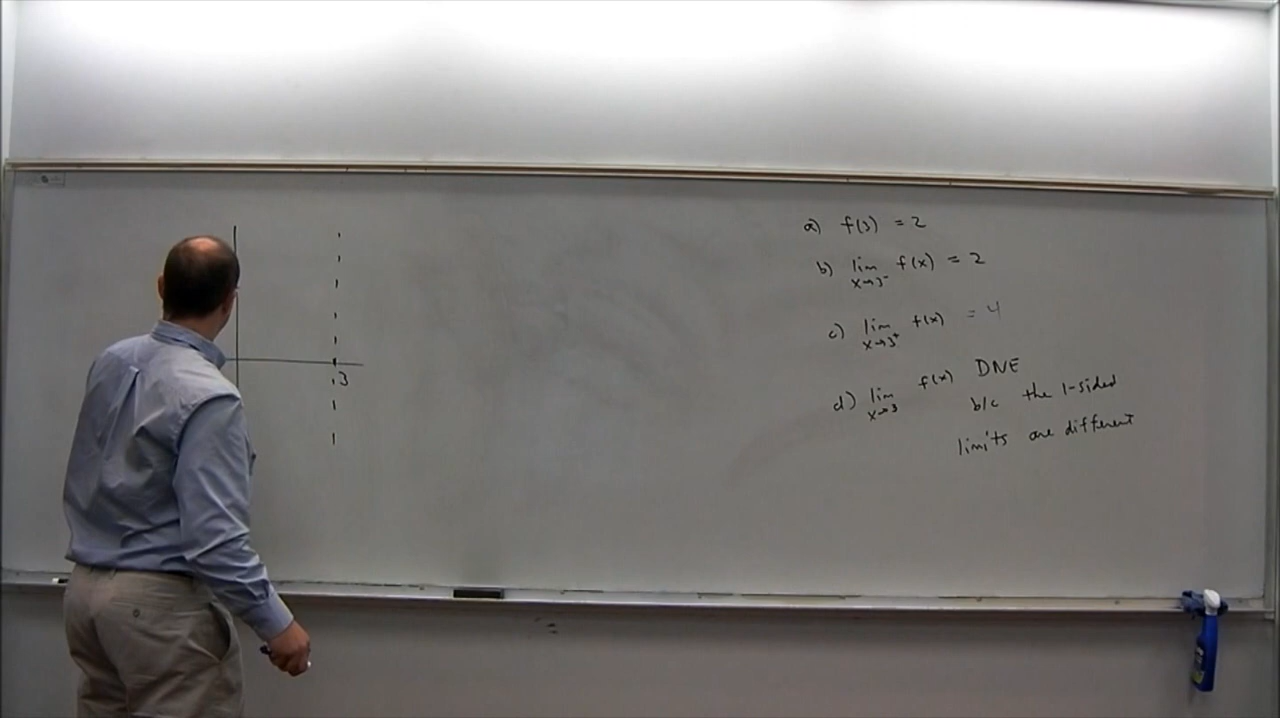 3
a) f(3) = 2
b) lim f(x) = 2
x→3⁻
c) lim f(x) = 4
x→3⁺
d) lim f(x) DNE
x→3
b/c the 1-sided
limits are different